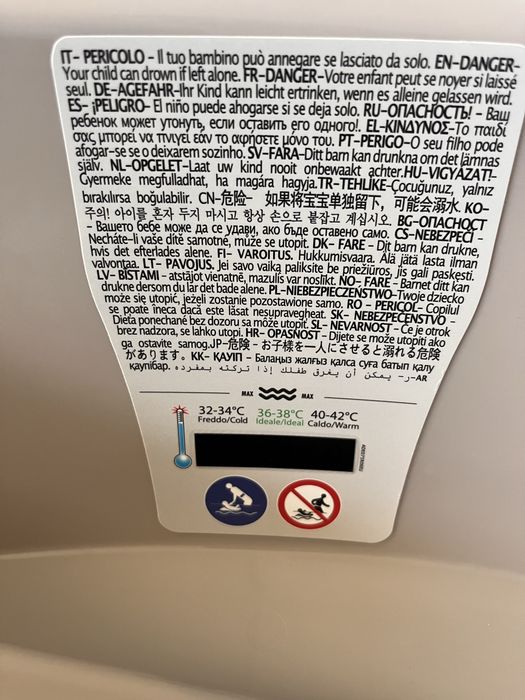 IT- PERICOLO - Il tuo bambino può annegare se lasciato da solo. EN-DANGER-
Your child can drown if left alone. FR-DANGER-Votre enfant peut se noyer si laissé
seul. DE-AGEFAHR-Ihr Kind kann leicht ertrinken, wenn es alleine gelassen wird.
ES- ¡PELIGRO- El niño puede ahogarse si se deja solo. RU-ОПАСНОСТЬ! - Ваш
ребенок может утонуть, если оставить его одного!. EL-ΚΙΝΔΥΝΟΣ-Το παιδί
σας μπορεί να πνιγεί εάν το αφήσετε μόνο του. PT-PERIGO-O seu filho pode
afogar-se se o deixarem sozinho. SV-FARA-Ditt barn kan drunkna om det lämnas
själv. NL-OPGELET-Laat uw kind nooit onbewaakt achter.HU-VIGYÁZAT!-
Gyermeke megfulladhat, ha magára hagyja.TR-TEHLİKE-Çocuğunuz, yalnız
bırakılırsa boğulabilir. CN-危险- 如果将宝宝单独留下，可能会溺水. KO-
주의! 아이를 혼자 두지 마시고 항상 손으로 붙잡고 계십시오. BG-ОПАСНОСТ
- Вашето бебе може да се удави, ако бъде оставено само. CS-NEBEZPEČÍ -
Necháte-li vaše dítě samotné, může se utopit. DK- FARE - Dit barn kan drukne,
hvis det efterlades alene. FI- VAROITUS. Hukkumisvaara. Älä jätä lasta ilman
valvontaa. LT- PAVOJUS. Jei savo vaiką paliksite be priežiūros, jis gali paskęsti.
LV- BĪSTAMI - atstājot vienatnē, mazulis var noslīkt. NO- FARE - Barnet ditt kan
drukne dersom du lar det bade alene. PL-NIEBEZPIECZEŃSTWO-Twoje dziecko
może się utopić, jeżeli zostanie pozostawione samo. RO - PERICOL- Copilul
se poate îneca dacă este lăsat nesupravegheat. SK- NEBEZPEČENSTVO -
Dieťa ponechané bez dozoru sa môže utopiť. SL- NEVARNOST - Če je otrok
brez nadzora, se lahko utopi. HR- OPASNOST - Dijete se može utopiti ako
ga ostavite samog.JP-危険 - お子様を一人にさせると溺れる危険
があります。KK- ҚАУІП - Балаңыз жалғыз қалса суға батып қалу
қаупібар. AR- ر- يمكن أن يغرق طفلك إذا تركته بمفرده.
MAX MAX
32-34°C 36-38°C 40-42°C
Freddo/Cold Ideale/Ideal Caldo/Warm